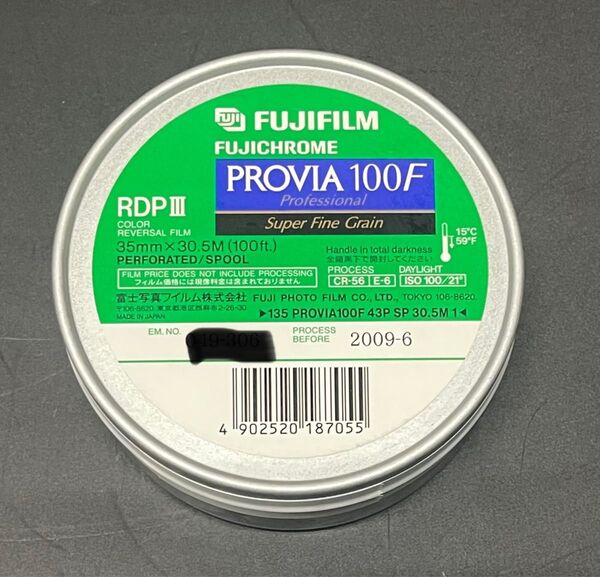 FUJI FUJIFILM
FUJICHROME
PROVIA 100F
Professional
Super Fine Grain
RDP III
COLOR
REVERSAL FILM
35mm×30.5M (100ft.)
PERFORATED/SPOOL
15°C
59°F
Handle in total darkness
全暗黒下で開封してください
FILM PRICE DOES NOT INCLUDE PROCESSING
フィルム価格には現像料金は含まれておりません
PROCESS DAYLIGHT
CR-56 E-6 ISO 100/21°
富士写真フイルム株式会社 FUJI PHOTO FILM CO., LTD., TOKYO 106-8620.
〒106-8620 東京都港区西麻布2-26-30
MADE IN JAPAN
▶135 PROVIA100F 43P SP 30.5M 1◀
EM. NO. PROCESS BEFORE 2009-6
4 902520 187055